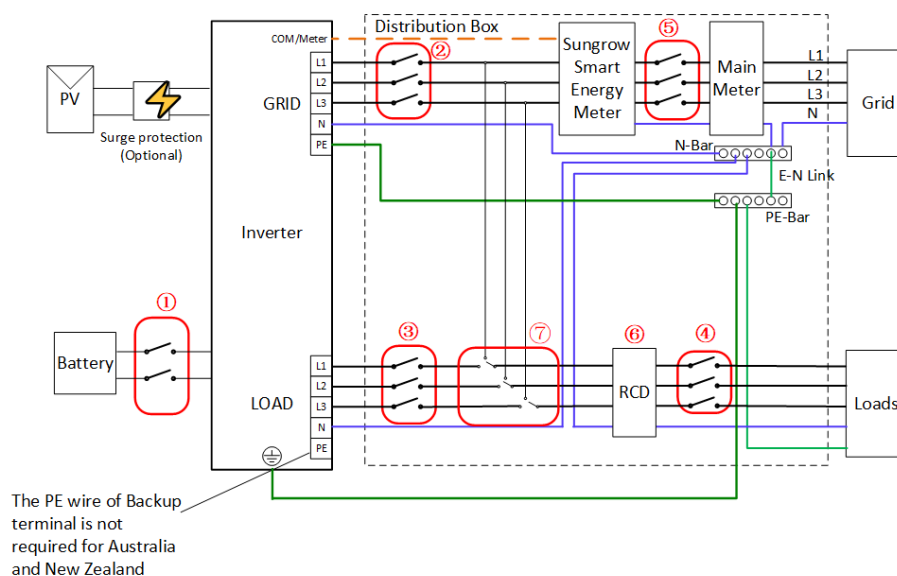 Distribution Box
COM/Meter
②
⑤
Sungrow
Smart
Energy
Meter
Main
Meter
L1
L2
L3
N
Grid
PV
Surge protection
(Optional)
GRID
L1
L2
L3
N
PE
N-Bar
E-N Link
PE-Bar
Inverter
①
Battery
③
⑦
⑥
④
RCD
Loads
LOAD
L1
L2
L3
N
PE
The PE wire of Backup
terminal is not
required for Australia
and New Zealand